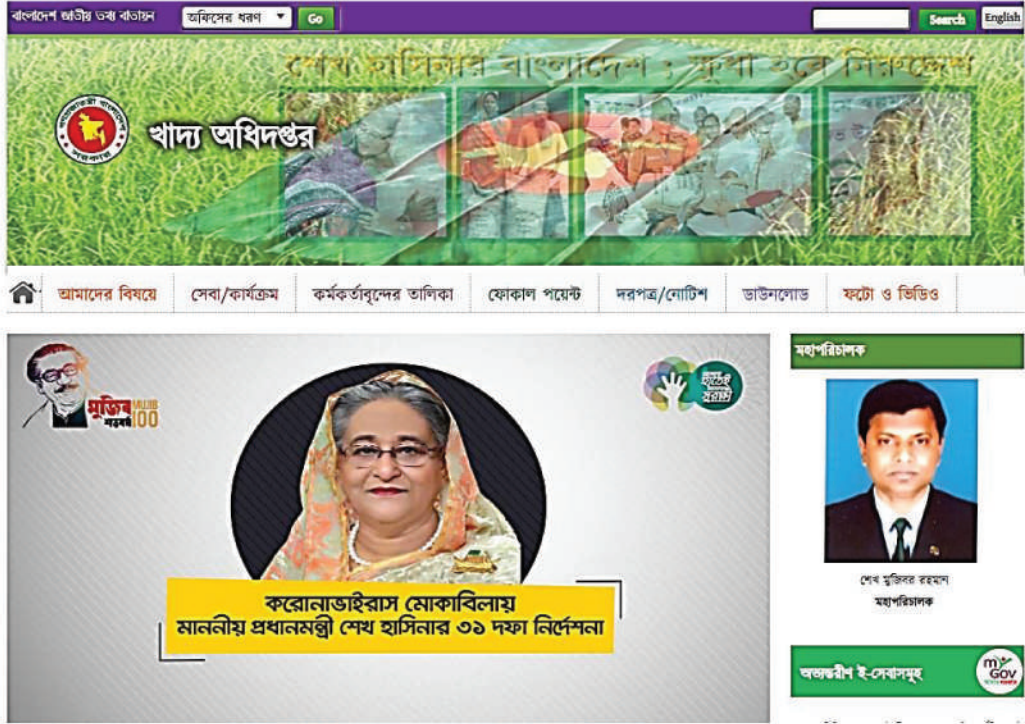 বাংলাদেশ জাতীয় তথ্য বাতায়ন
অফিসের ধরণ
Go
Search
English
শেখ হাসিনার বাংলাদেশ : ক্ষুধা হবে নিরুদ্দেশ
খাদ্য অধিদপ্তর
আমাদের বিষয়ে
সেবা/কার্যক্রম
কর্মকর্তাবৃন্দের তালিকা
ফোকাল পয়েন্ট
দরপত্র/নোটিশ
ডাউনলোড
ফটো ও ভিডিও
মুজিব MUJIB
শতবর্ষ 100
করোনাভাইরাস মোকাবিলায়
মাননীয় প্রধানমন্ত্রী শেখ হাসিনার ৩১ দফা নির্দেশনা
মহাপরিচালক
শেখ মুজিবর রহমান
মহাপরিচালক
অভ্যন্তরীণ ই-সেবাসমূহ
my
GOV